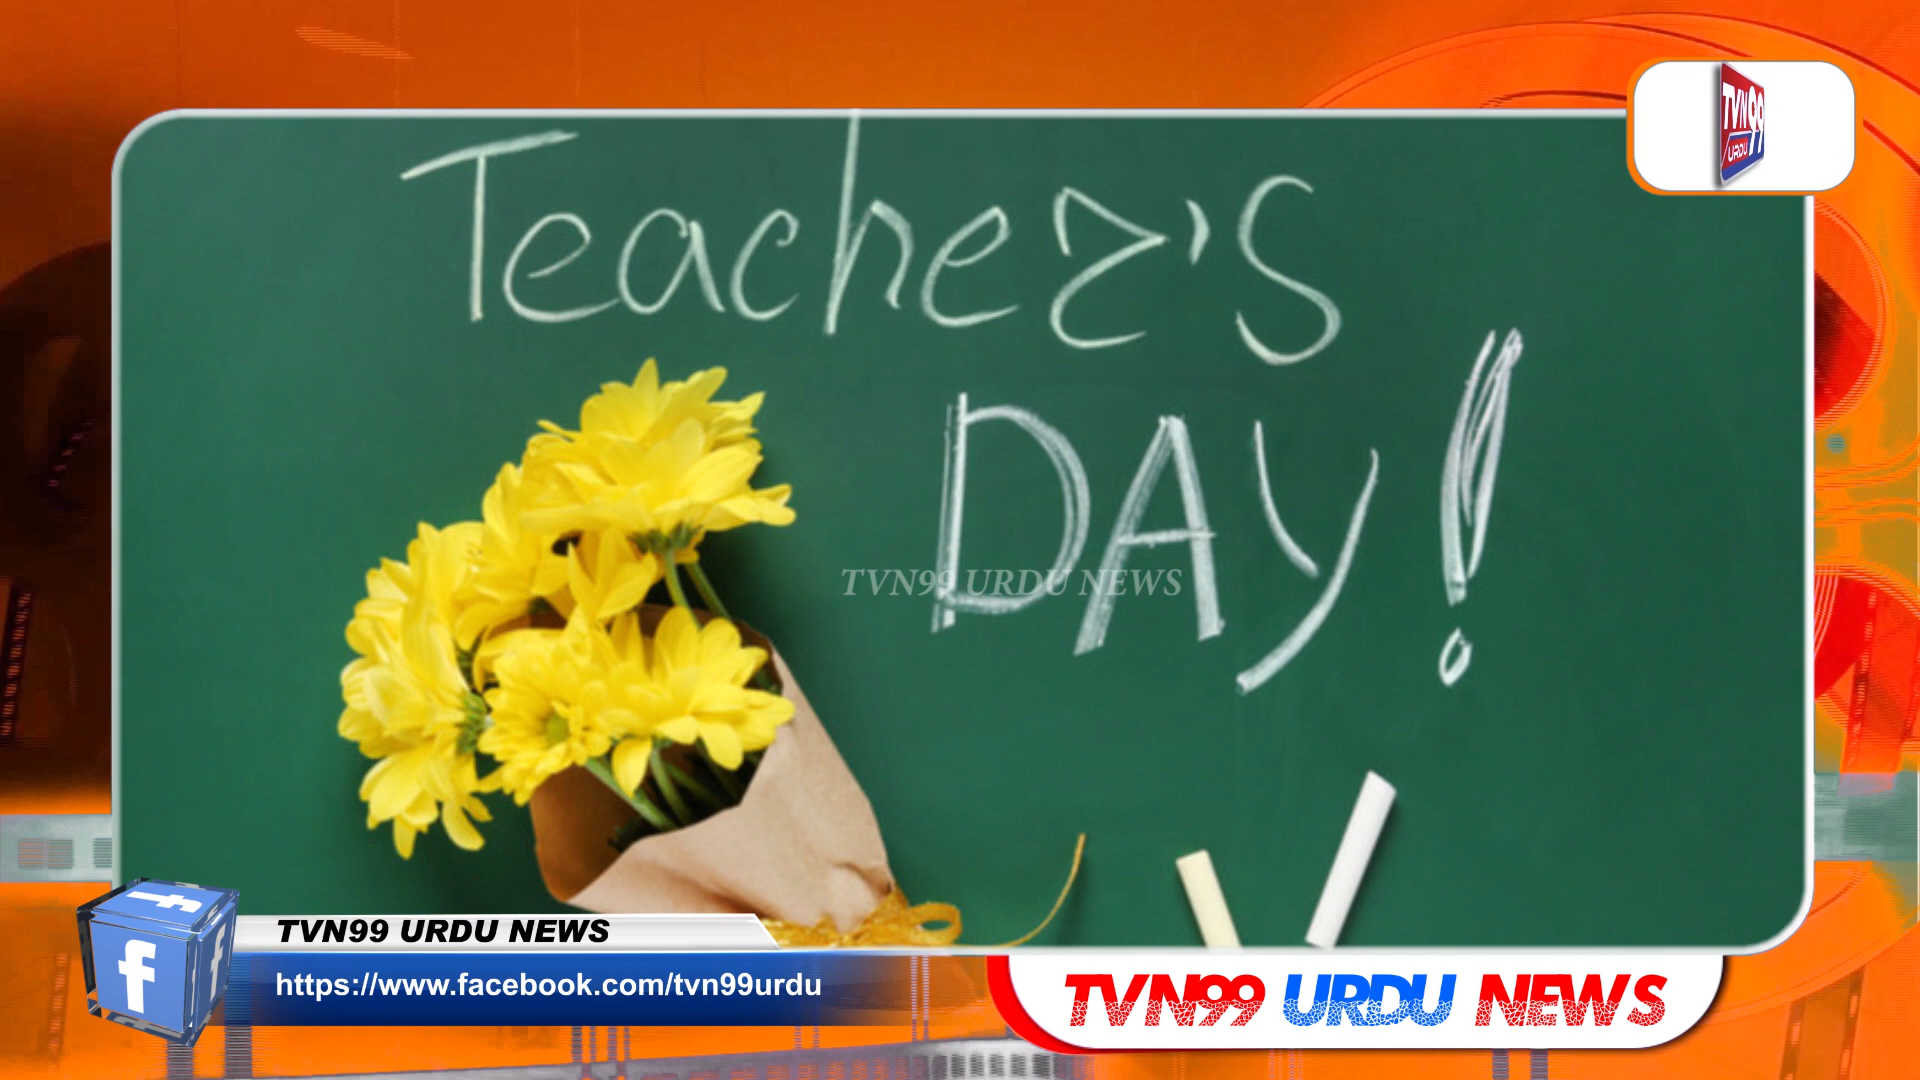 TVN99
URDU
Teacher's
DAY!
TVN99 URDU NEWS
TVN99 URDU NEWS
https://www.facebook.com/tvn99urdu
TVN99 URDU NEWS